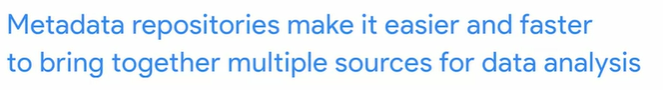 Metadata repositories make it easier and faster
to bring together multiple sources for data analysis